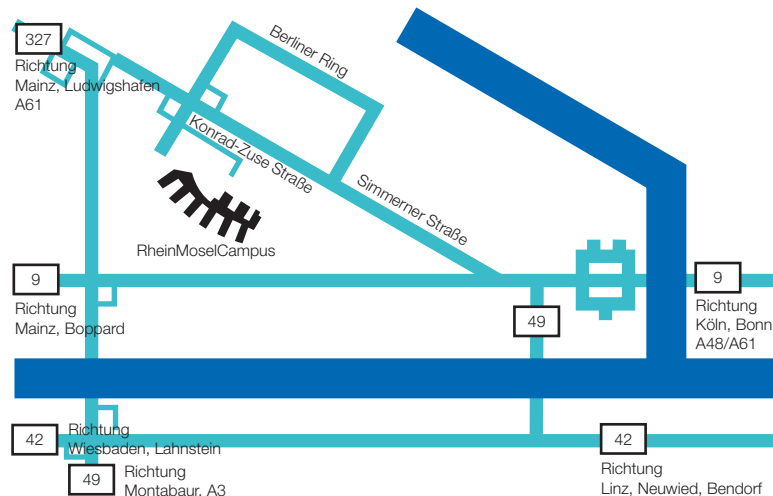 327
Richtung
Mainz, Ludwigshafen
A61
Berliner Ring
Konrad-Zuse Straße
Simmerner Straße
RheinMoselCampus
9
Richtung
Mainz, Boppard
9
Richtung
Köln, Bonn
A48/A61
49
42
Richtung
Wiesbaden, Lahnstein
49
Richtung
Montabaur, A3
42
Richtung
Linz, Neuwied, Bendorf